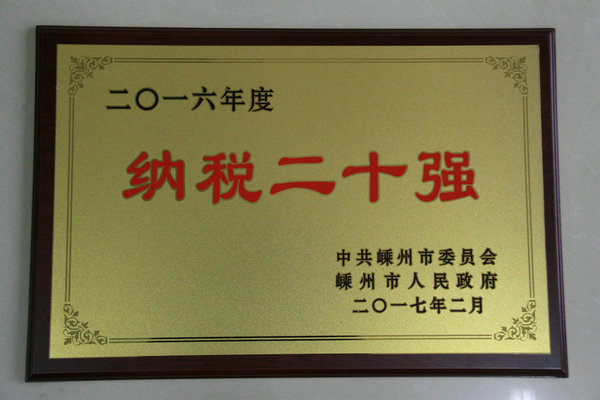 二〇一六年度
纳税二十强
中共嵊州市委员会
嵊州市人民政府
二〇一七年二月